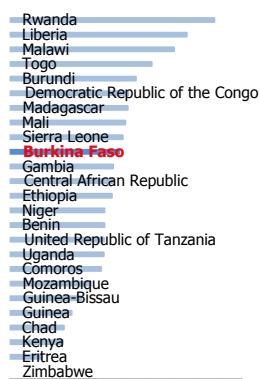 Rwanda
Liberia
Malawi
Togo
Burundi
Democratic Republic of the Congo
Madagascar
Mali
Sierra Leone
Burkina Faso
Gambia
Central African Republic
Ethiopia
Niger
Benin
United Republic of Tanzania
Uganda
Comoros
Mozambique
Guinea-Bissau
Guinea
Chad
Kenya
Eritrea
Zimbabwe